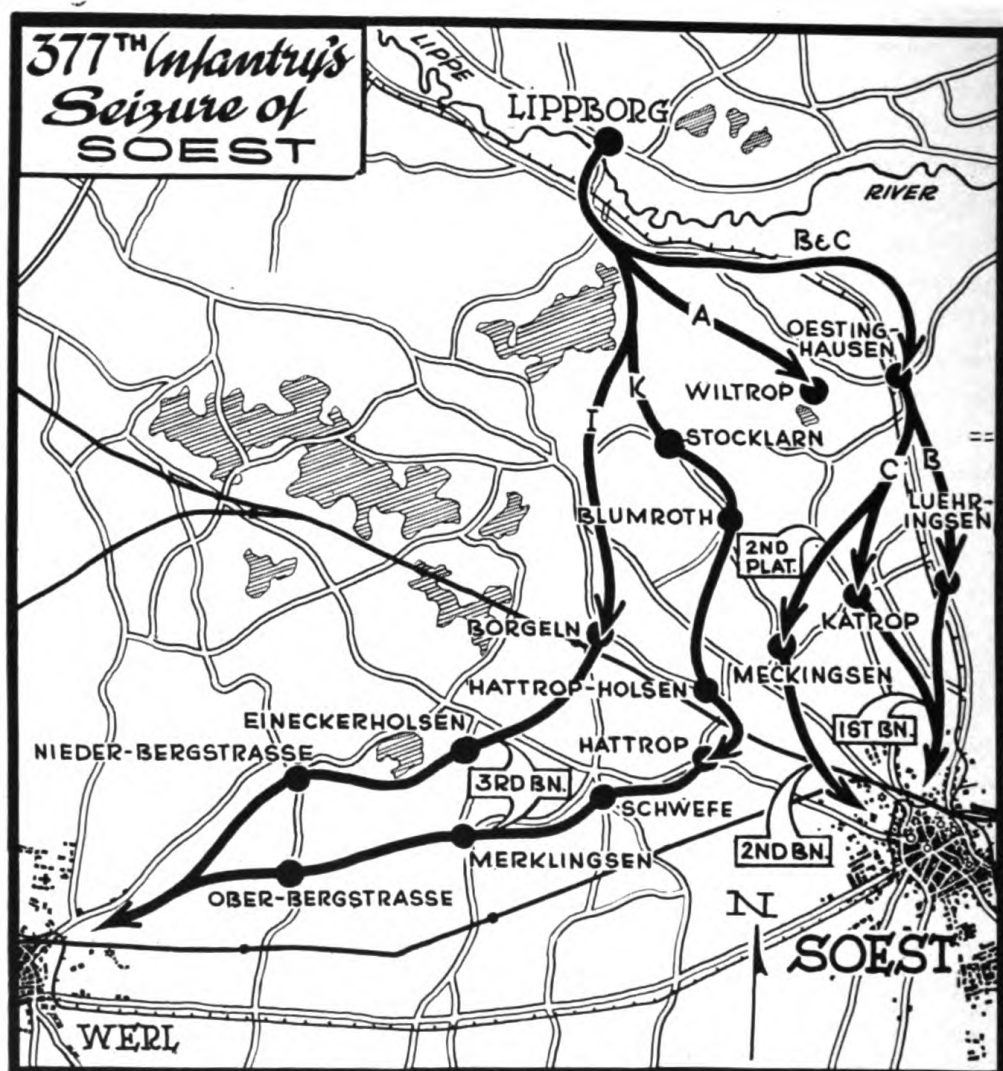 377TH Infantry's
Seizure of
SOEST
LIPPE
LIPPBORG
RIVER
B&C
A
OESTING-
HAUSEN
WILTROP
K
STOCKLARN
I
C
B
LUEHR-
INGSEN
BLUMROTH
2ND
PLAT.
KATROP
BORGELN
MECKINGSEN
HATTROP-HOLSEN
1ST BN.
EINECKERHOLSEN
HATTROP
NIEDER-BERGSTRASSE
3RD BN.
SCHWEFE
2ND BN.
MERKLINGSEN
OBER-BERGSTRASSE
N
SOEST
WERL